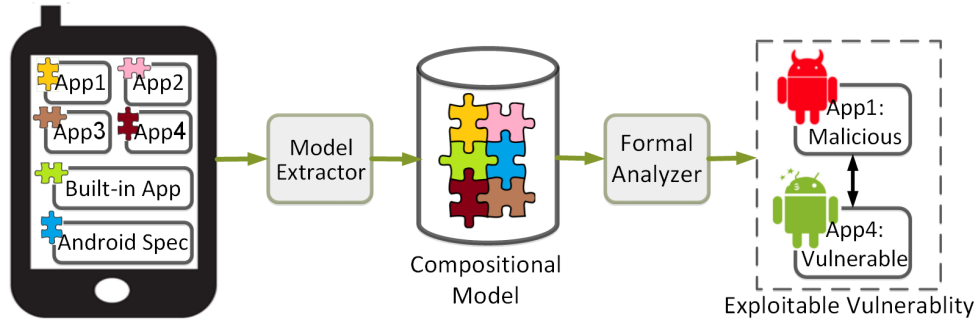 App1
App2
App3
App4
Built-in App
Android Spec
Model
Extractor
Compositional
Model
Formal
Analyzer
App1:
Malicious
App4:
Vulnerable
Exploitable Vulnerablity